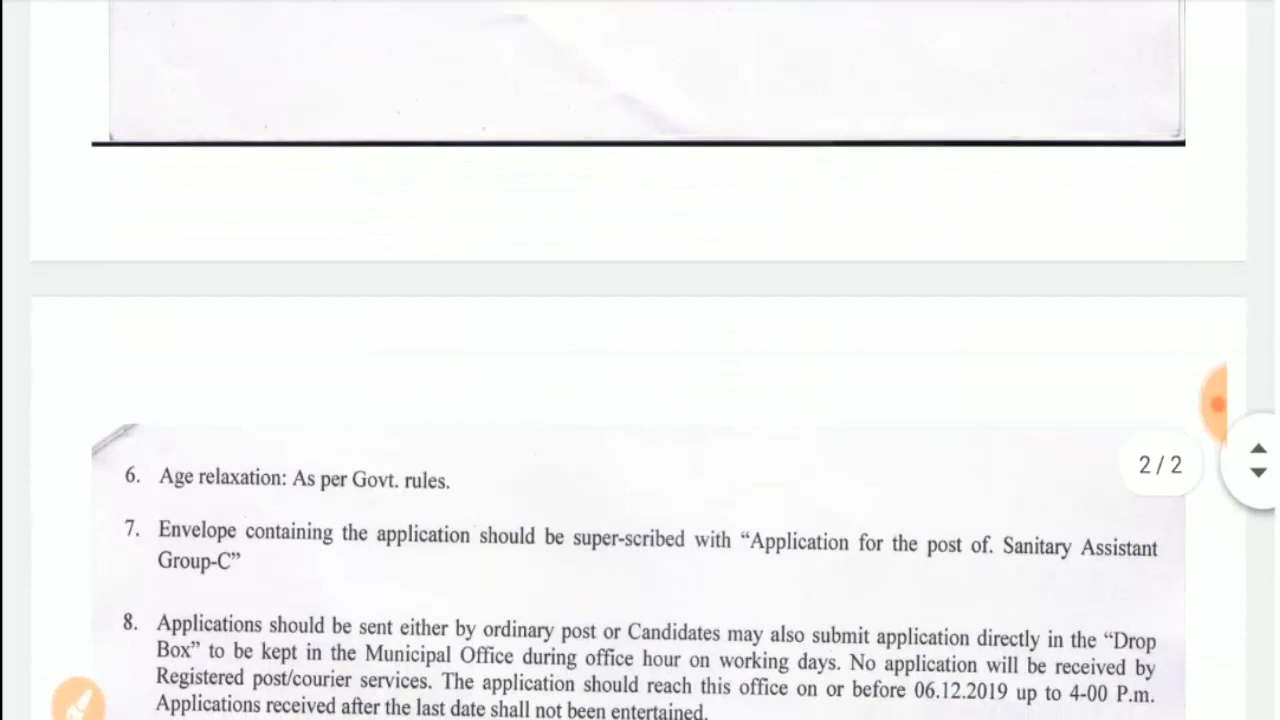 2 / 2
6. Age relaxation: As per Govt. rules.
7. Envelope containing the application should be super-scribed with “Application for the post of. Sanitary Assistant
Group-C”
8. Applications should be sent either by ordinary post or Candidates may also submit application directly in the “Drop
Box” to be kept in the Municipal Office during office hour on working days. No application will be received by
Registered post/courier services. The application should reach this office on or before 06.12.2019 up to 4-00 P.m.
Applications received after the last date shall not been entertained.